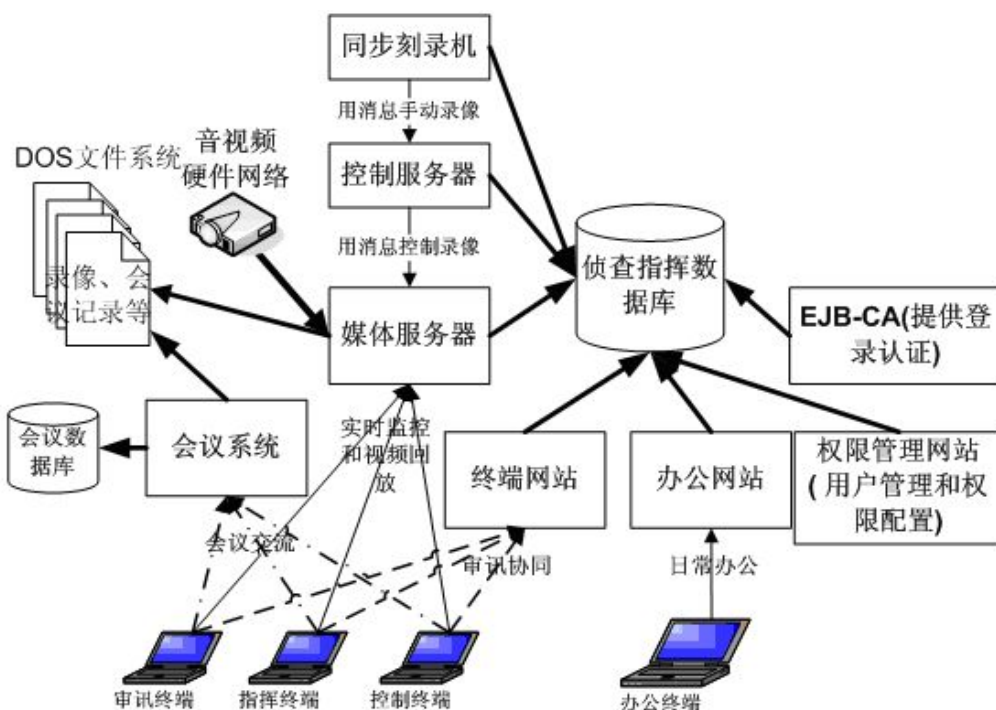 同步刻录机
用消息手动录像
音视频
硬件网络
DOS文件系统
控制服务器
用消息控制录像
侦查指挥数
据库
录像、会
议记录等
媒体服务器
EJB-CA(提供登
录认证)
会议数
据库
会议系统
实时监控
和视频回
放
终端网站
办公网站
权限管理网站
( 用户管理和权
限配置)
会议交流
审讯协同
日常办公
审讯终端
指挥终端
控制终端
办公终端